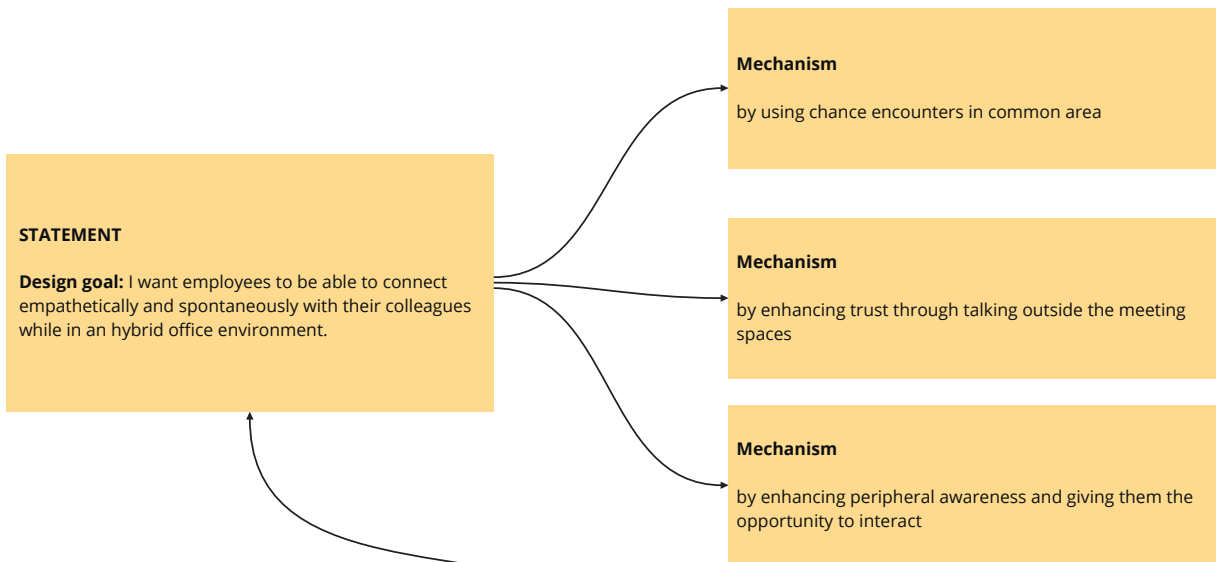 STATEMENT
Design goal: I want employees to be able to connect
empathetically and spontaneously with their colleagues
while in an hybrid office environment.
Mechanism
by using chance encounters in common area
Mechanism
by enhancing trust through talking outside the meeting
spaces
Mechanism
by enhancing peripheral awareness and giving them the
opportunity to interact